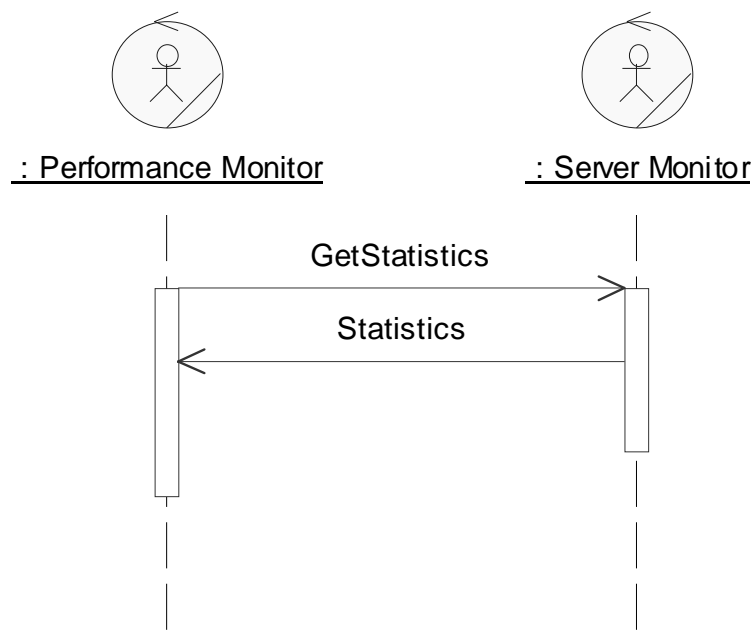 : Performance Monitor
: Server Monitor
GetStatistics
Statistics